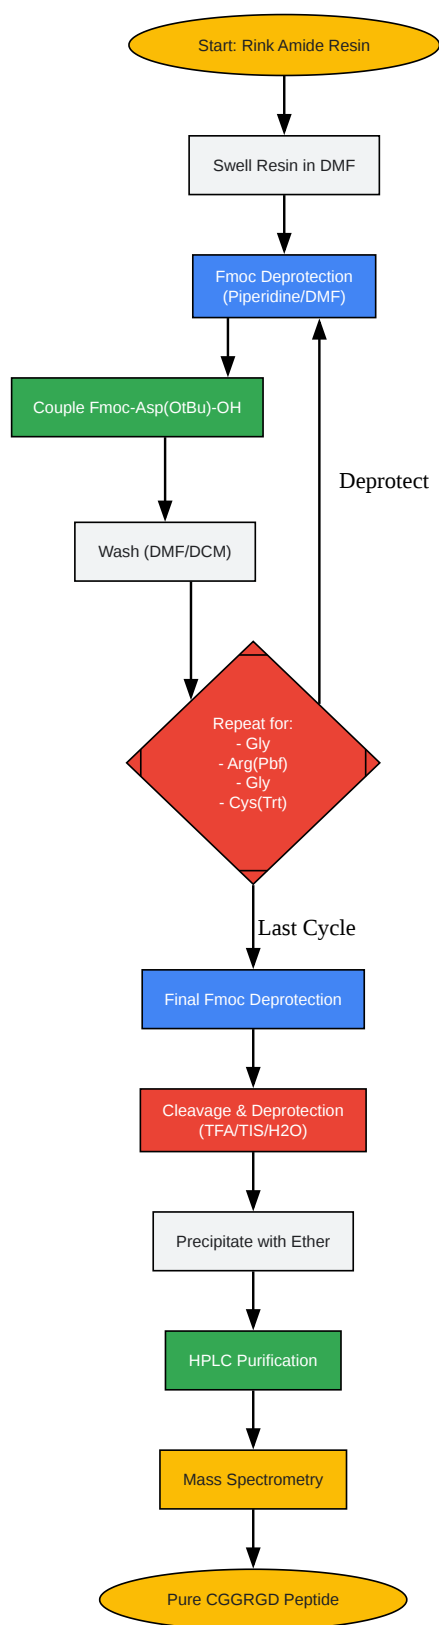 Start: Rink Amide Resin
Swell Resin in DMF
Fmoc Deprotection
(Piperidine/DMF)
Couple Fmoc-Asp(OtBu)-OH
Deprotect
Wash (DMF/DCM)
Repeat for:
- Gly
- Arg(Pbf)
- Gly
- Cys(Trt)
Last Cycle
Final Fmoc Deprotection
Cleavage & Deprotection
(TFA/TIS/H2O)
Precipitate with Ether
HPLC Purification
Mass Spectrometry
Pure CGGRGD Peptide